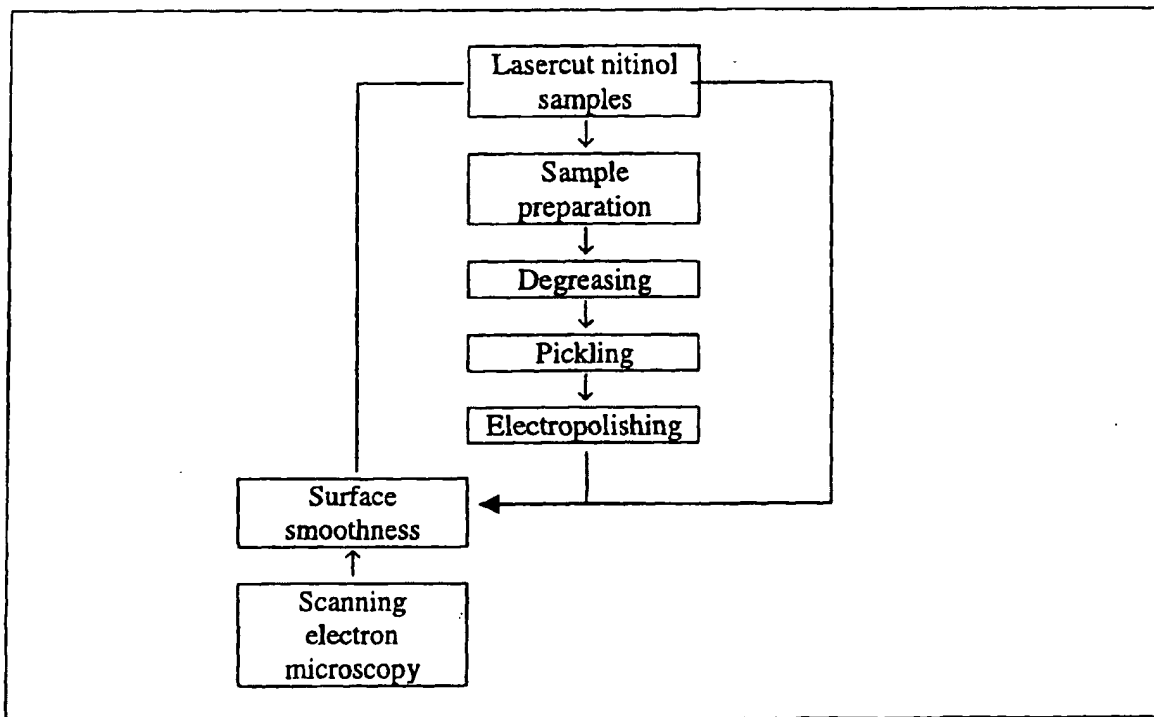 Lasercut nitinol
samples
Sample
preparation
Degreasing
Pickling
Electropolishing
Surface
smoothness
Scanning
electron
microscopy